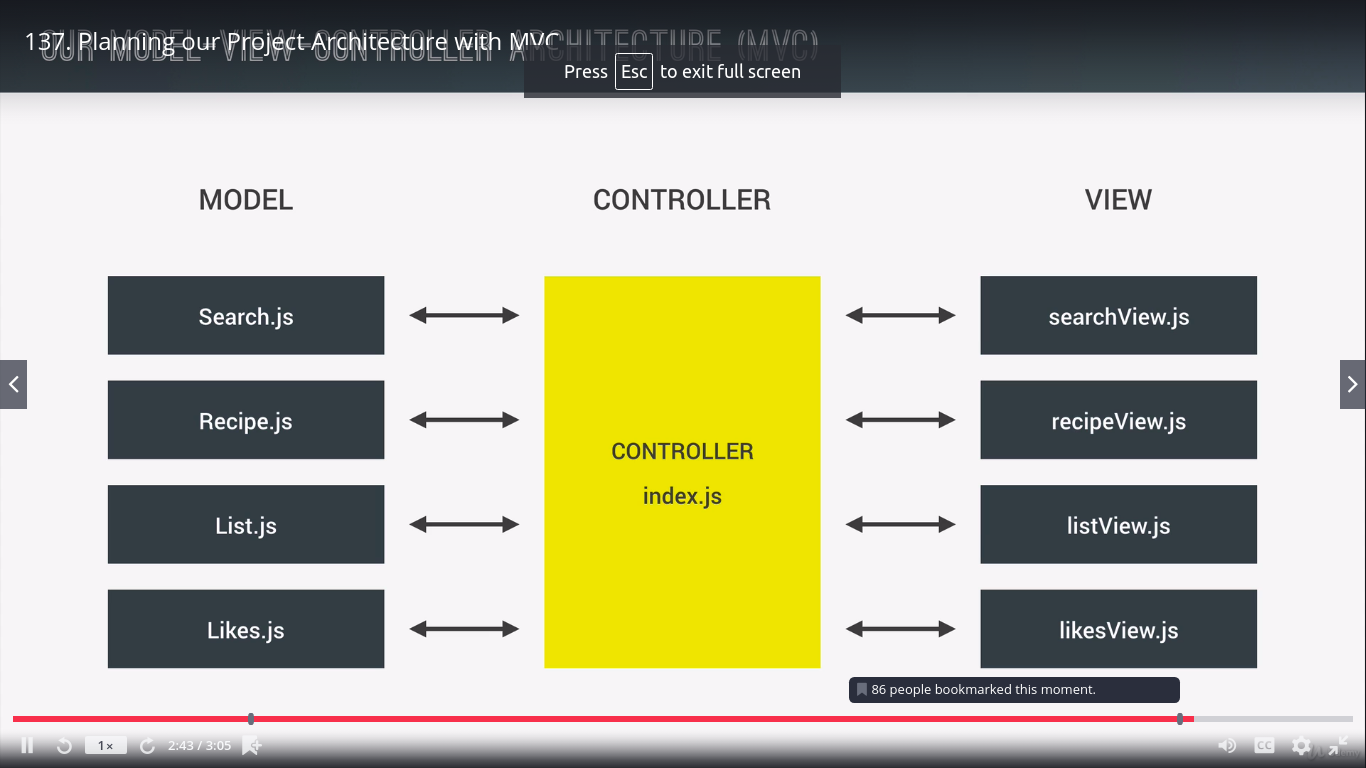 OUR MODEL-VIEW-CONTROLLER ARCHITECTURE (MVC)
137. Planning our Project Architecture with MVC
Press Esc to exit full screen
MODEL
CONTROLLER
VIEW
Search.js
searchView.js
Recipe.js
recipeView.js
CONTROLLER
index.js
List.js
listView.js
Likes.js
likesView.js
86 people bookmarked this moment.
1×
2:43 / 3:05
CC